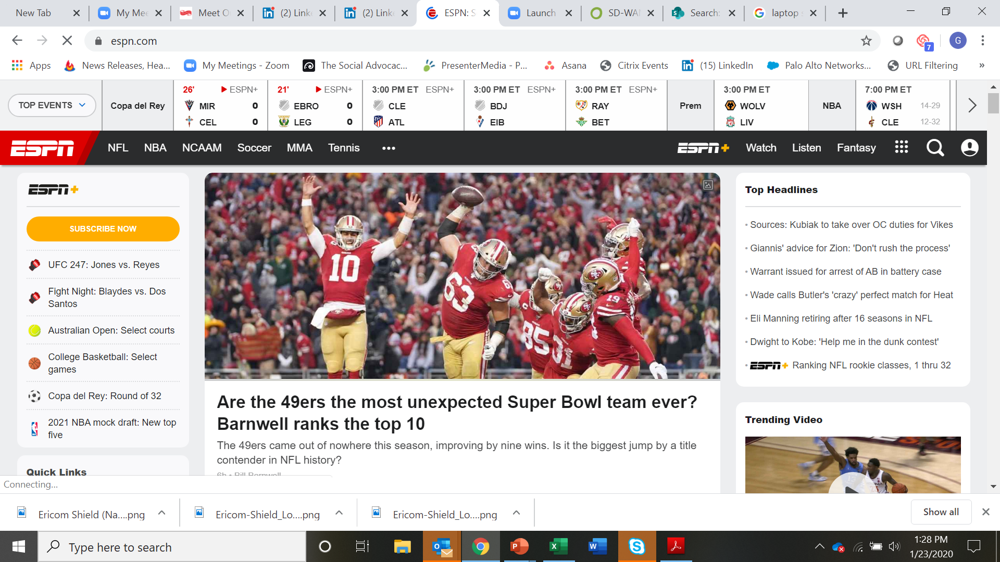 New Tab
My Mee
Meet O
(2) Linke
(2) Linke
ESPN: S
Launch
SD-WAN
Search:
laptop s
espn.com
G
7
Apps
News Releases, Hea...
My Meetings - Zoom
The Social Advocac...
PresenterMedia - P...
Asana
Citrix Events
(15) LinkedIn
Palo Alto Networks...
URL Filtering
»
TOP EVENTS
Copa del Rey
26' ESPN+
MIR 0
CEL 0
21' ESPN+
EBRO 0
LEG 0
3:00 PM ET ESPN+
CLE
ATL
3:00 PM ET ESPN+
BDJ
EIB
3:00 PM ET ESPN+
RAY
BET
Prem
3:00 PM ET
WOLV
LIV
NBA
7:00 PM ET
WSH 14-29
CLE 12-32
ESPN
NFL
NBA
NCAAM
Soccer
MMA
Tennis
•••
ESPN+
Watch
Listen
Fantasy
ESPN+
SUBSCRIBE NOW
UFC 247: Jones vs. Reyes
Fight Night: Blaydes vs. Dos
Santos
Australian Open: Select courts
College Basketball: Select
games
Copa del Rey: Round of 32
2021 NBA mock draft: New top
five
Quick Links
10
63
85
31
19
Are the 49ers the most unexpected Super Bowl team ever?
Barnwell ranks the top 10
The 49ers came out of nowhere this season, improving by nine wins. Is it the biggest jump by a title
contender in NFL history?
6h • Bill Barnwell
Top Headlines
• Sources: Kubiak to take over OC duties for Vikes
• Giannis' advice for Zion: 'Don't rush the process'
• Warrant issued for arrest of AB in battery case
• Wade calls Butler's 'crazy' perfect match for Heat
• Eli Manning retiring after 16 seasons in NFL
• Dwight to Kobe: 'Help me in the dunk contest'
• ESPN+ Ranking NFL rookie classes, 1 thru 32
Trending Video
Connecting...
Ericom Shield (Na....png
Ericom-Shield_Lo....png
Ericom-Shield_Lo....png
Show all
Type here to search
1:28 PM
1/23/2020